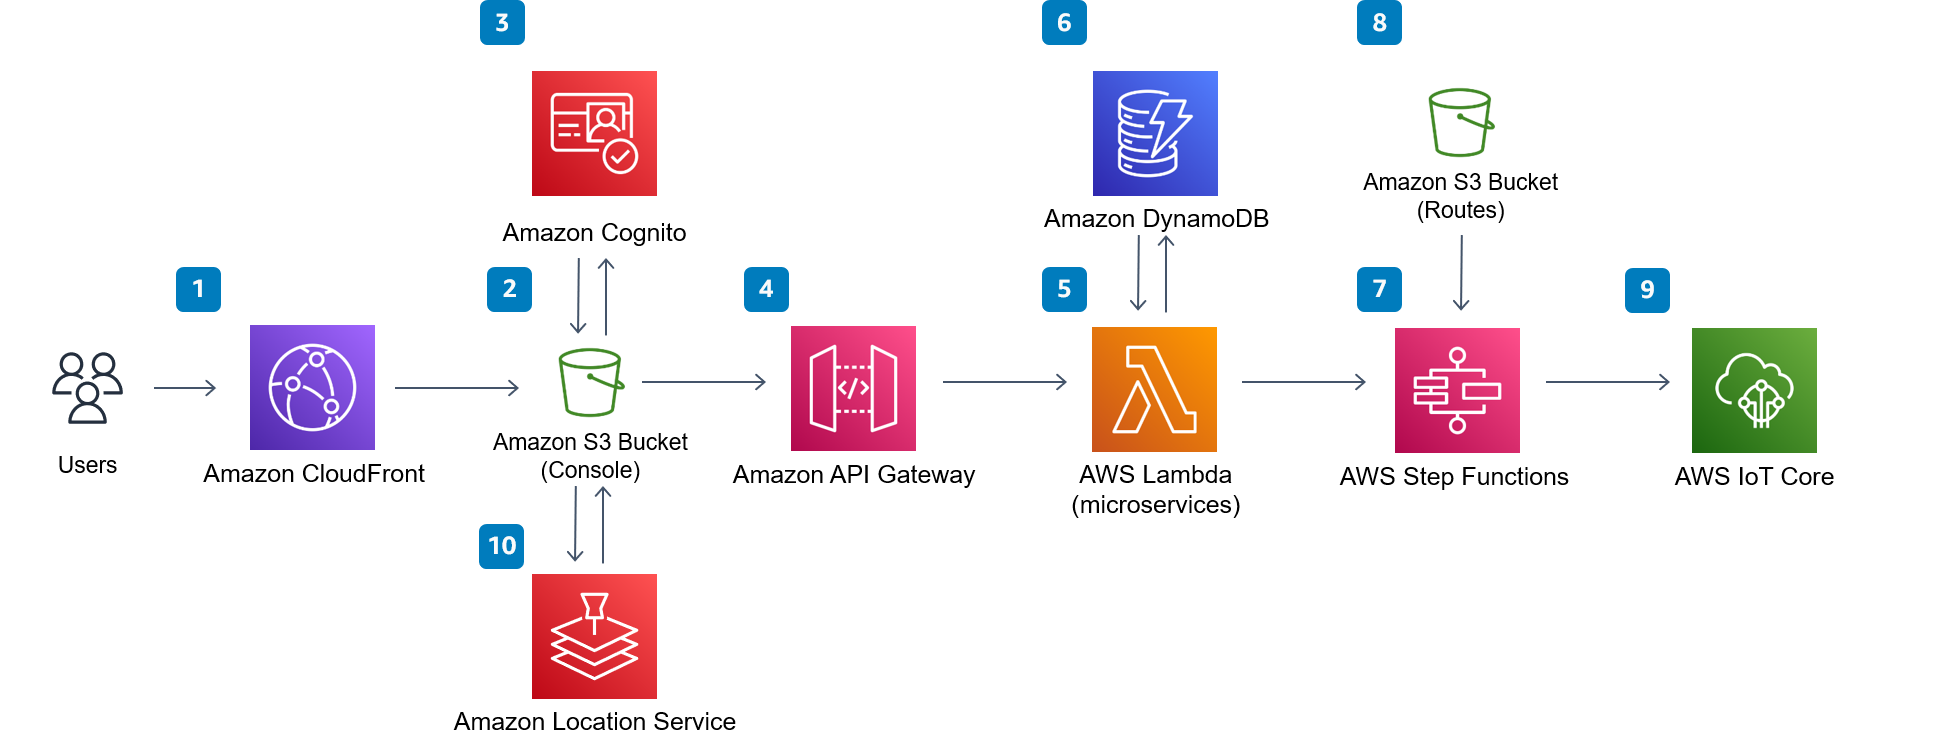 3
6
8
Amazon Cognito
Amazon DynamoDB
Amazon S3 Bucket
(Routes)
1
2
4
5
7
9
Users
Amazon CloudFront
Amazon S3 Bucket
(Console)
Amazon API Gateway
AWS Lambda
(microservices)
AWS Step Functions
AWS IoT Core
10
Amazon Location Service